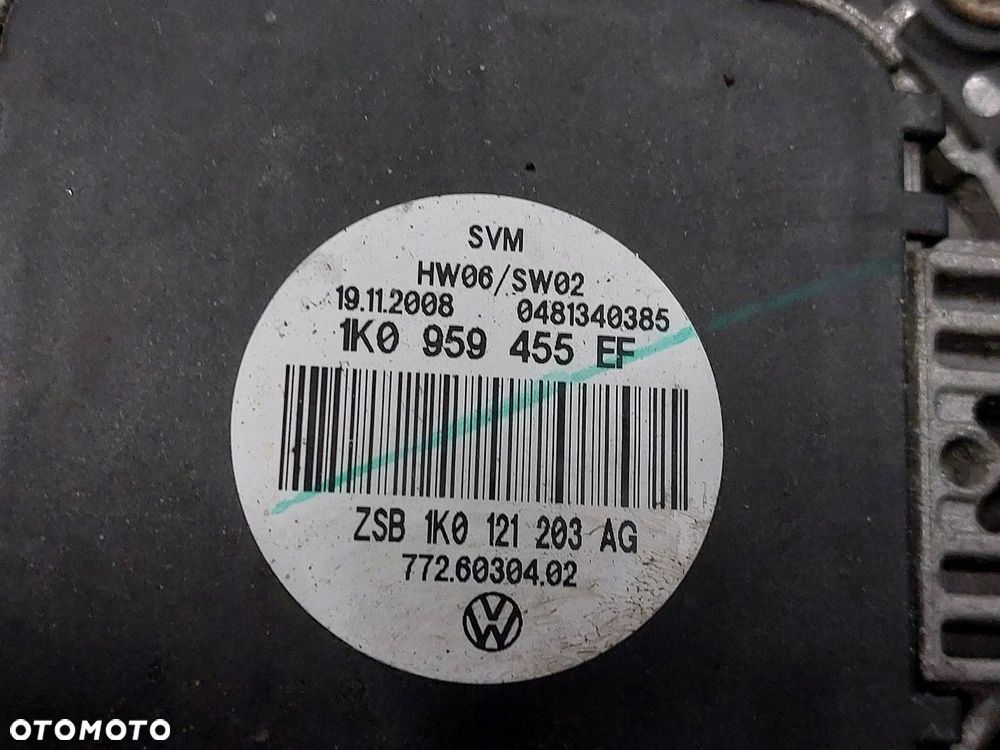 SVM
HW06/SW02
19.11.2008 0481340385
1K0 959 455 EF
ZSB 1K0 121 203 AG
772.60304.02
OTOMOTO